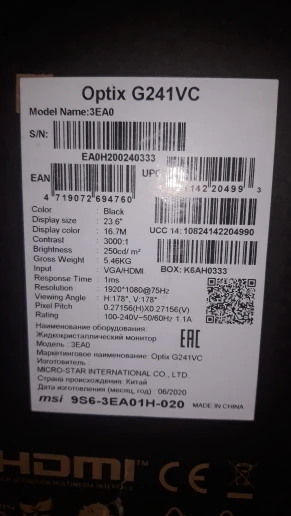 Optix G241VC
Model Name:3EA0
S/N:
EA0H200240333
EAN
4 719072 694760
UPC
142 20499 3
UCC 14: 10824142204990
BOX: K6AH0333
Color : Black
Display size : 23.6"
Display color : 16.7M
Contrast : 3000:1
Brightness : 250cd/ m²
Gross Weight : 5.46KG
Input : VGA/HDMI
Response Time : 1ms
Resolution : 1920*1080@75Hz
Viewing Angle : H:178°, V:178°
Pixel Pitch : 0.27156(H)X0.27156(V)
Rating : 100-240V~50/60Hz 1.1A
Наименование оборудования:
Жидкокристаллический монитор
Модель : 3EA0
Маркетинговое наименование: Optix G241VC
Изготовитель :
MICRO-STAR INTERNATIONAL CO., LTD.
Страна происхождения: Китай
Дата изготовления (месяц, год) : 06/2020
EAC
msi 9S6-3EA01H-020 MADE IN CHINA
HDMI™
CE